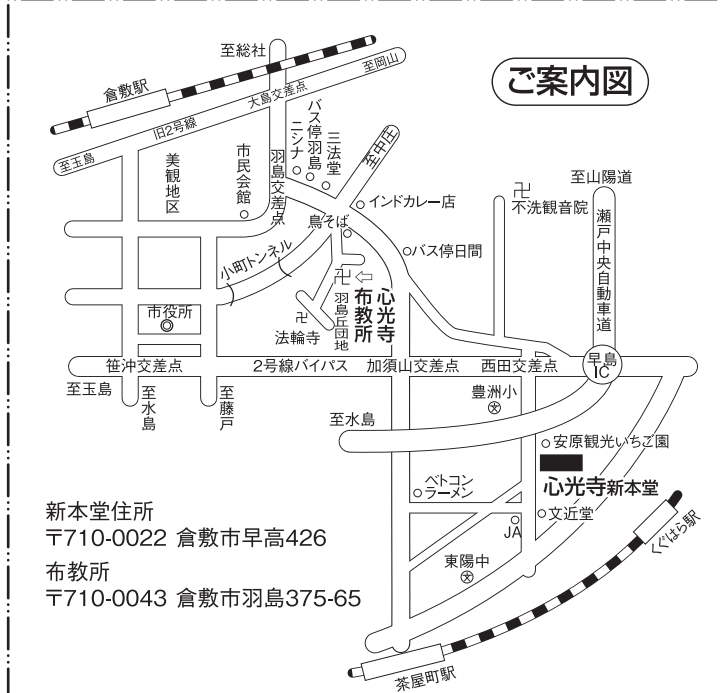 ご案内図
至総社
至岡山
倉敷駅
大島交差点
旧2号線
至玉島
美観地区
市民会館
羽島交差点
ニシナ
バス停羽島
三法堂
至中庄
インドカレー店
鳥そば
バス停日間
卍
不洗観音院
至山陽道
瀬戸中央自動車道
小町トンネル
卍
心光寺
布教所
羽島丘団地
卍
法輪寺
市役所
笹沖交差点
2号線バイパス
加須山交差点
西田交差点
早島
IC
至玉島
至水島
至藤戸
豊洲小
文
至水島
安原観光いちご園
心光寺新本堂
ベトコン
ラーメン
文近堂
JA
東陽中
文
くぐはら駅
茶屋町駅
新本堂住所
〒710-0022 倉敷市早高426
布教所
〒710-0043 倉敷市羽島375-65